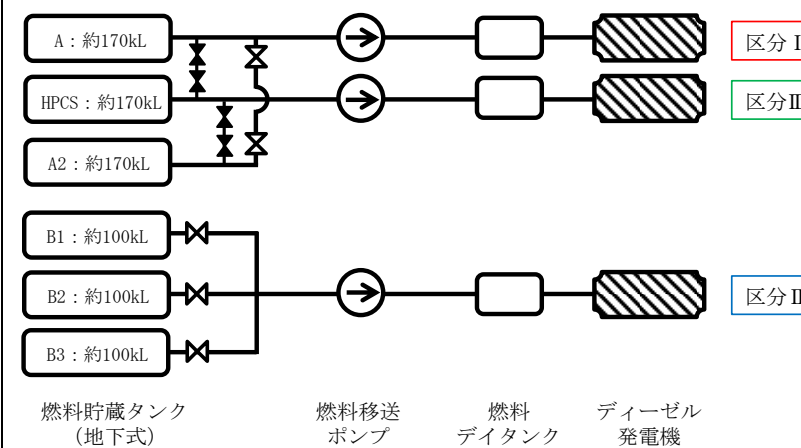 A：約170kL
区分Ⅰ
HPCS：約170kL
区分Ⅲ
A2：約170kL
B1：約100kL
B2：約100kL
区分Ⅱ
B3：約100kL
燃料貯蔵タンク
（地下式）
燃料移送
ポンプ
燃料
デイタンク
ディーゼル
発電機